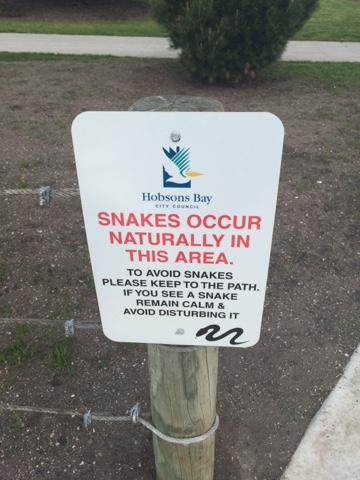 Hobsons Bay
CITY COUNCIL
SNAKES OCCUR
NATURALLY IN
THIS AREA.
TO AVOID SNAKES
PLEASE KEEP TO THE PATH.
IF YOU SEE A SNAKE
REMAIN CALM &
AVOID DISTURBING IT